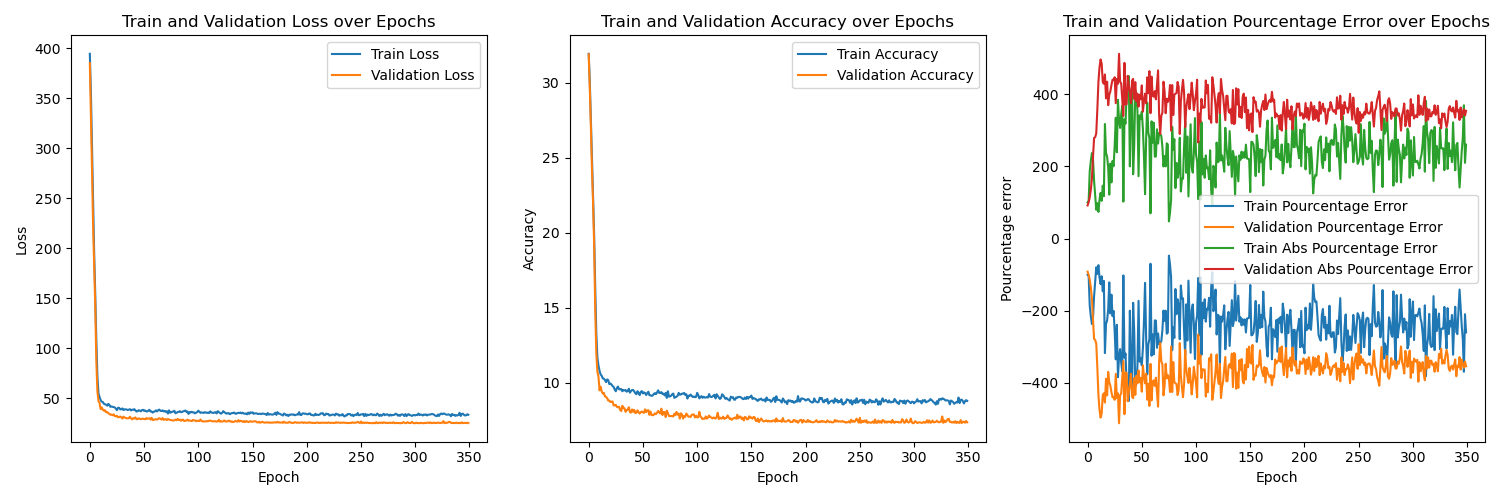 Train and Validation Loss over Epochs
Train Loss
Validation Loss
400
350
300
250
200
150
100
50
Loss
0 50 100 150 200 250 300 350
Epoch
Train and Validation Accuracy over Epochs
Train Accuracy
Validation Accuracy
30
25
20
15
10
Accuracy
0 50 100 150 200 250 300 350
Epoch
Train and Validation Pourcentage Error over Epochs
400
200
0
−200
−400
Pourcentage error
Train Pourcentage Error
Validation Pourcentage Error
Train Abs Pourcentage Error
Validation Abs Pourcentage Error
0 50 100 150 200 250 300 350
Epoch